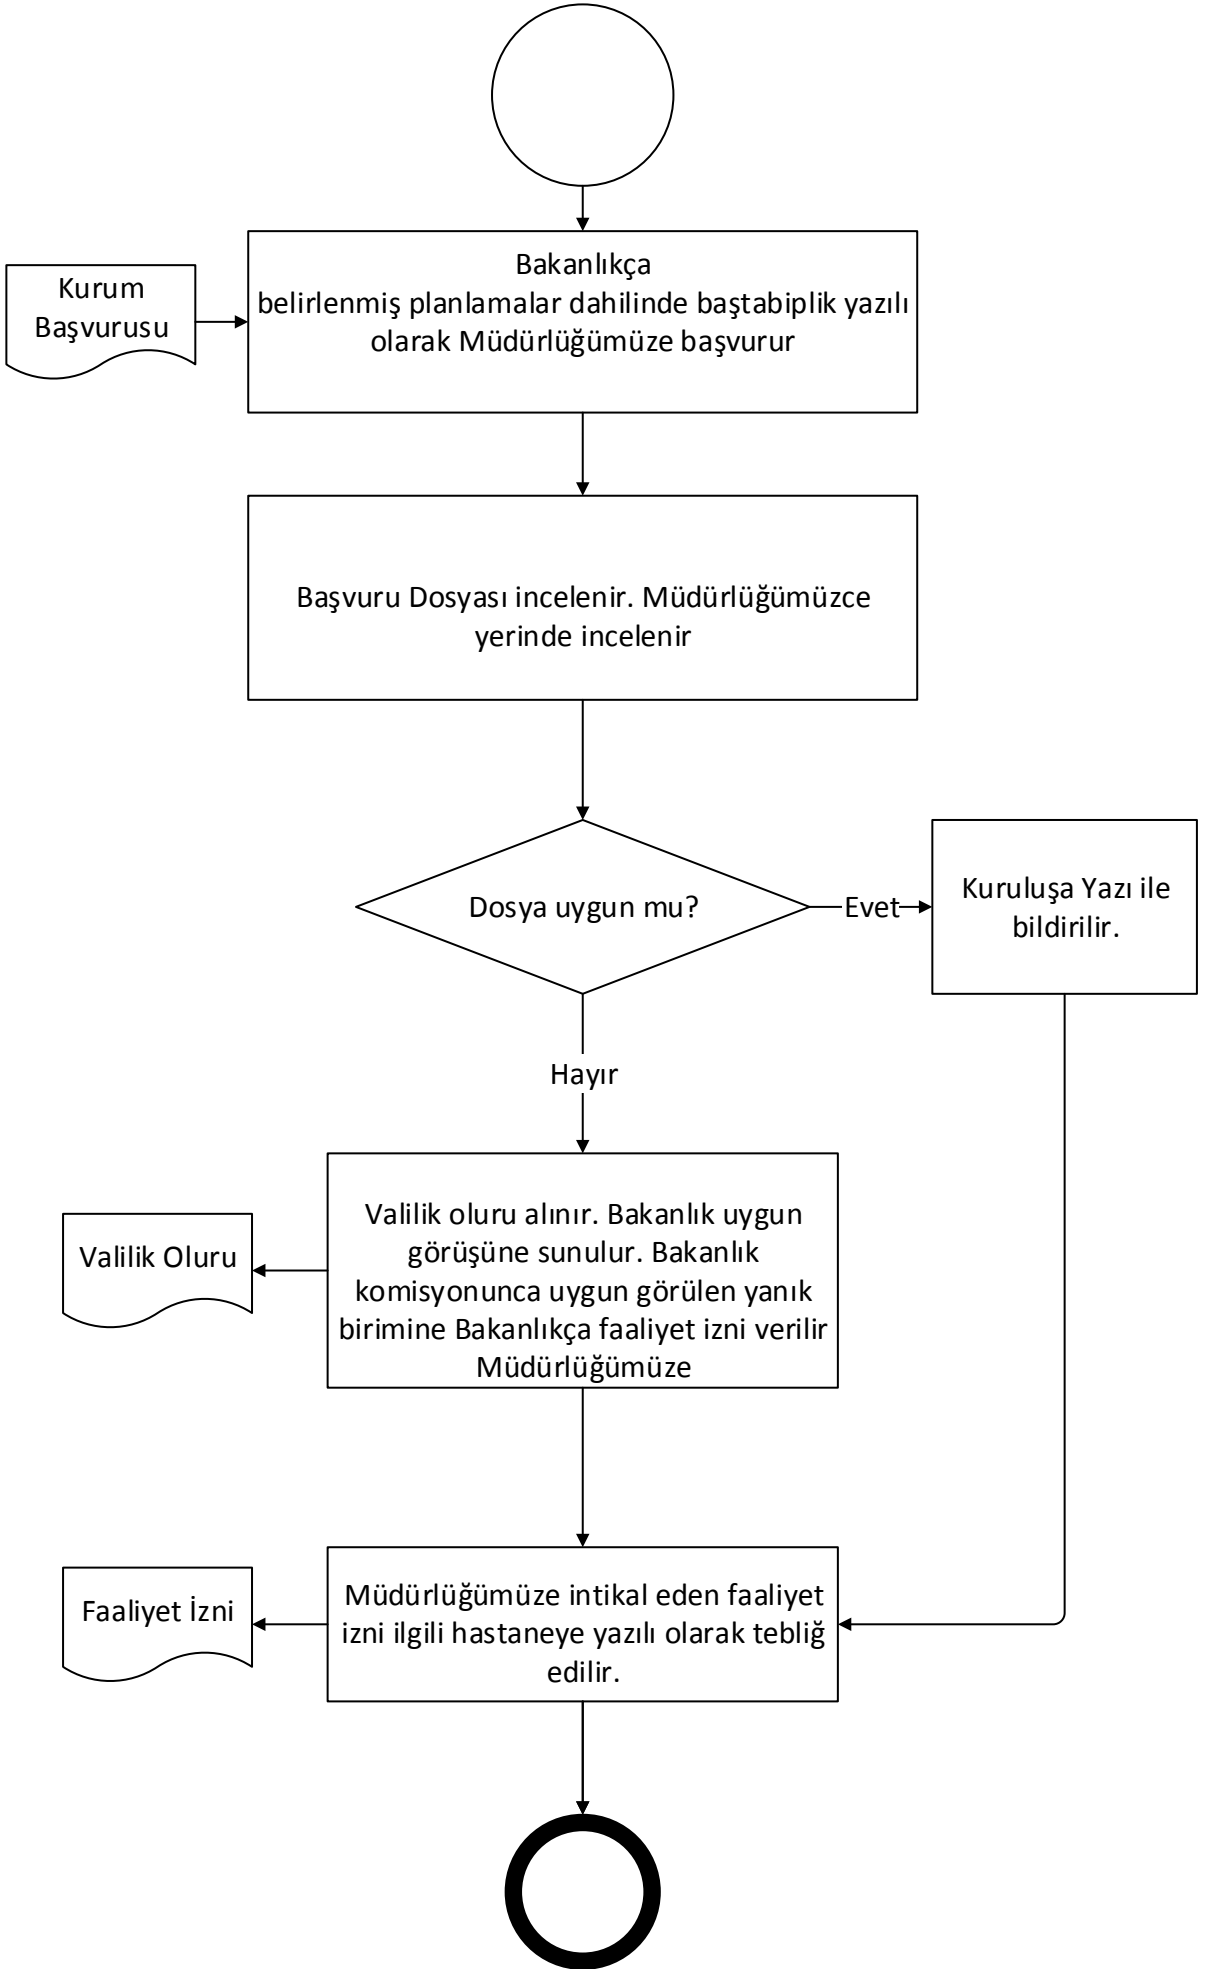 Bakanlıkça
belirlenmiş planlamalar dahilinde baştabiplik yazılı
olarak Müdürlüğümüze başvurur
Kurum
Başvurusu
Başvuru Dosyası incelenir. Müdürlüğümüzce
yerinde incelenir
Dosya uygun mu?
Evet
Kuruluşa Yazı ile
bildirilir.
Hayır
Valilik oluru alınır. Bakanlık uygun
görüşüne sunulur. Bakanlık
komisyonunca uygun görülen yanık
birimine Bakanlıkça faaliyet izni verilir
Müdürlüğümüze
Valilik Oluru
Müdürlüğümüze intikal eden faaliyet
izni ilgili hastaneye yazılı olarak tebliğ
edilir.
Faaliyet İzni